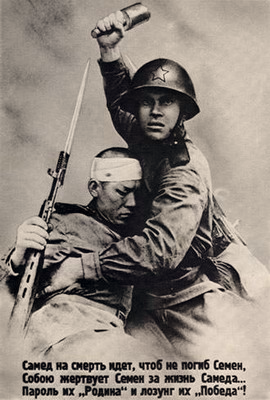 Самед на смерть идет, чтоб не погиб Семен,
Собою жертвует Семен за жизнь Самеда...
Пароль их „Родина" и лозунг их „Победа"!